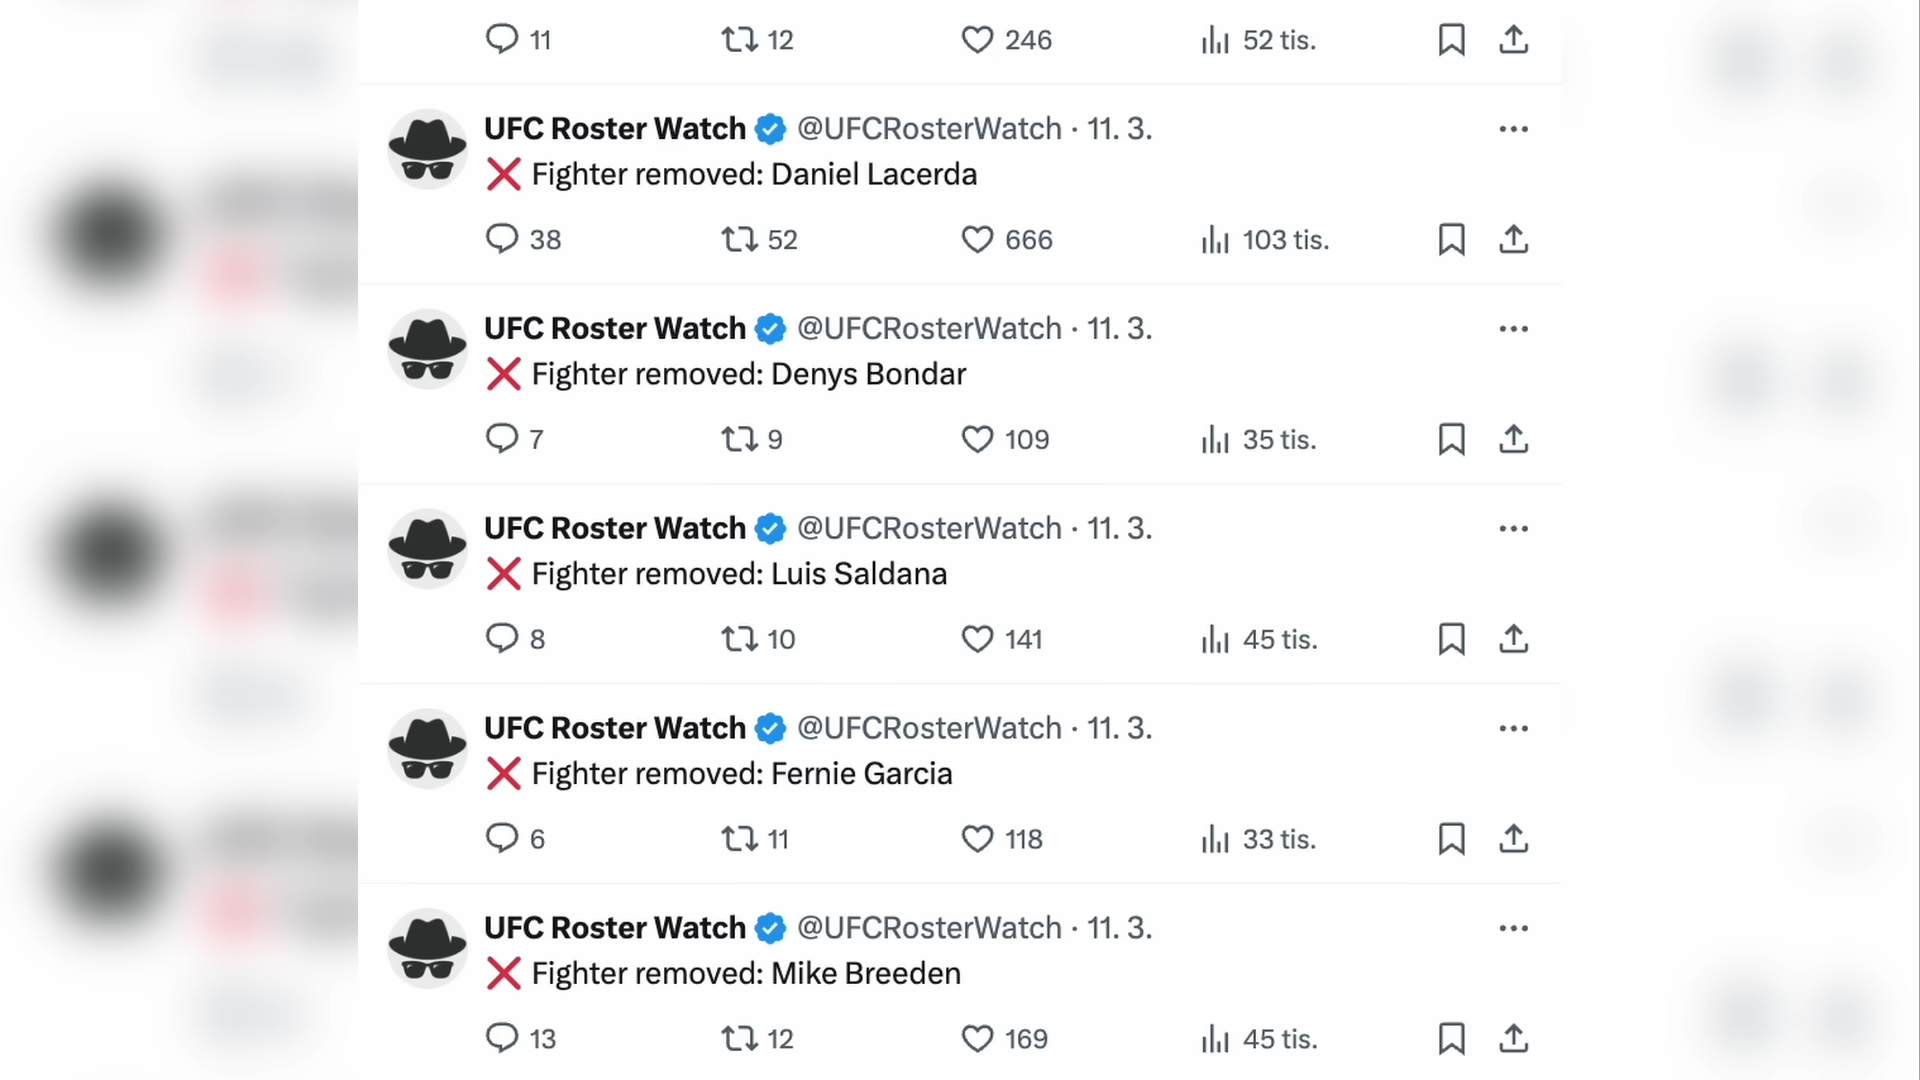 11 12 246 52 tis.
UFC Roster Watch @UFCRosterWatch · 11. 3.
❌ Fighter removed: Daniel Lacerda
38 52 666 103 tis.
UFC Roster Watch @UFCRosterWatch · 11. 3.
❌ Fighter removed: Denys Bondar
7 9 109 35 tis.
UFC Roster Watch @UFCRosterWatch · 11. 3.
❌ Fighter removed: Luis Saldana
8 10 141 45 tis.
UFC Roster Watch @UFCRosterWatch · 11. 3.
❌ Fighter removed: Fernie Garcia
6 11 118 33 tis.
UFC Roster Watch @UFCRosterWatch · 11. 3.
❌ Fighter removed: Mike Breeden
13 12 169 45 tis.